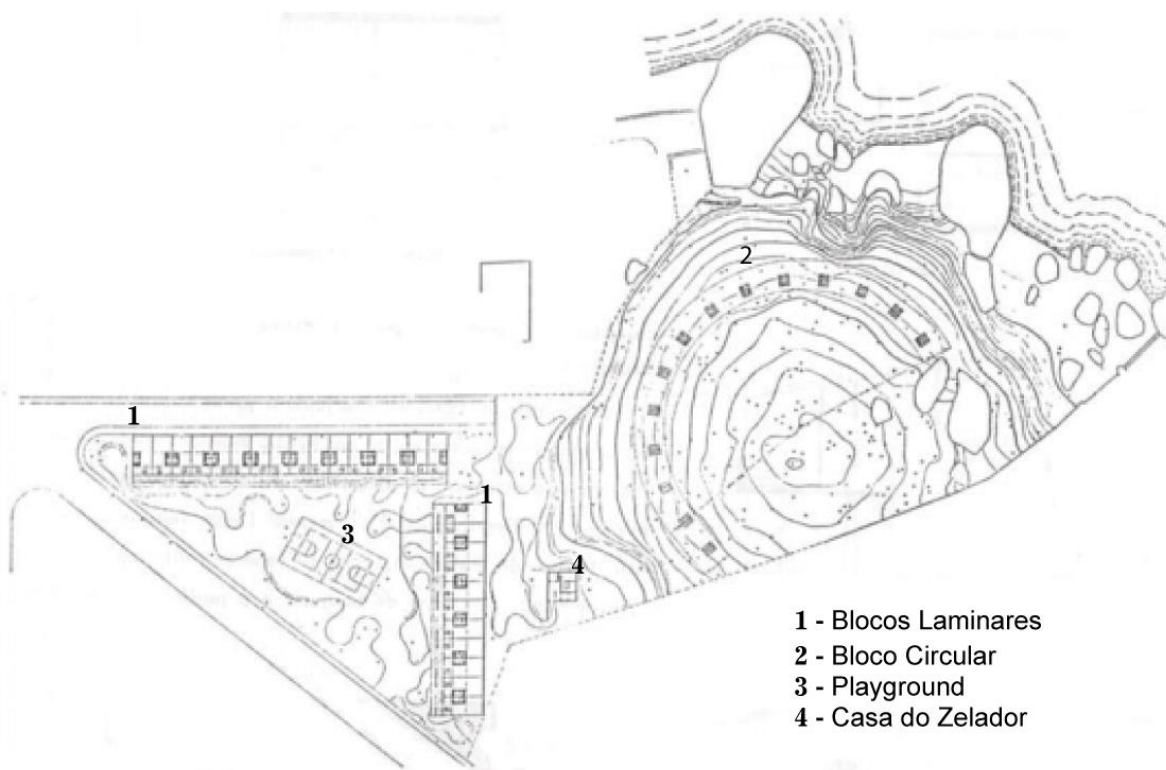 2
1
1
3
4
1 - Blocos Laminares
2 - Bloco Circular
3 - Playground
4 - Casa do Zelador